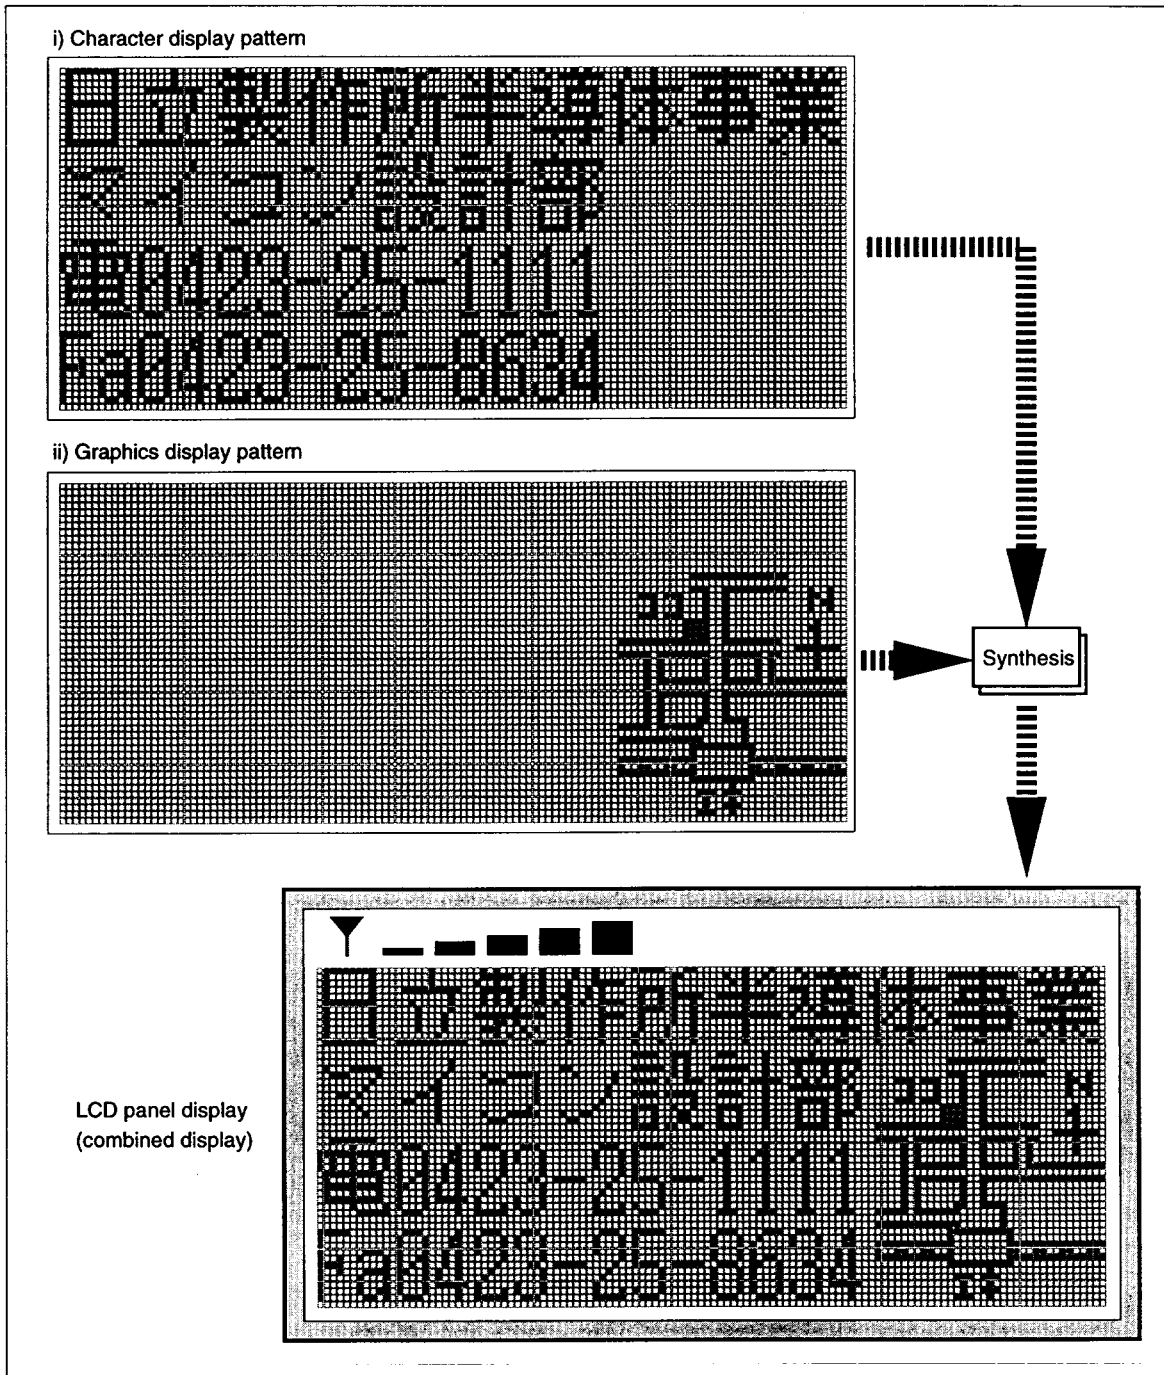 i) Character display pattern
日立製作所半導体事業
マイコン設計部
電0423-25-1111
Fa0423-25-8634
ii) Graphics display pattern
N
Synthesis
LCD panel display
(combined display)
日立製作所半導体事業
マイコン設計部
N
電0423-25-1111
Fa0423-25-8634